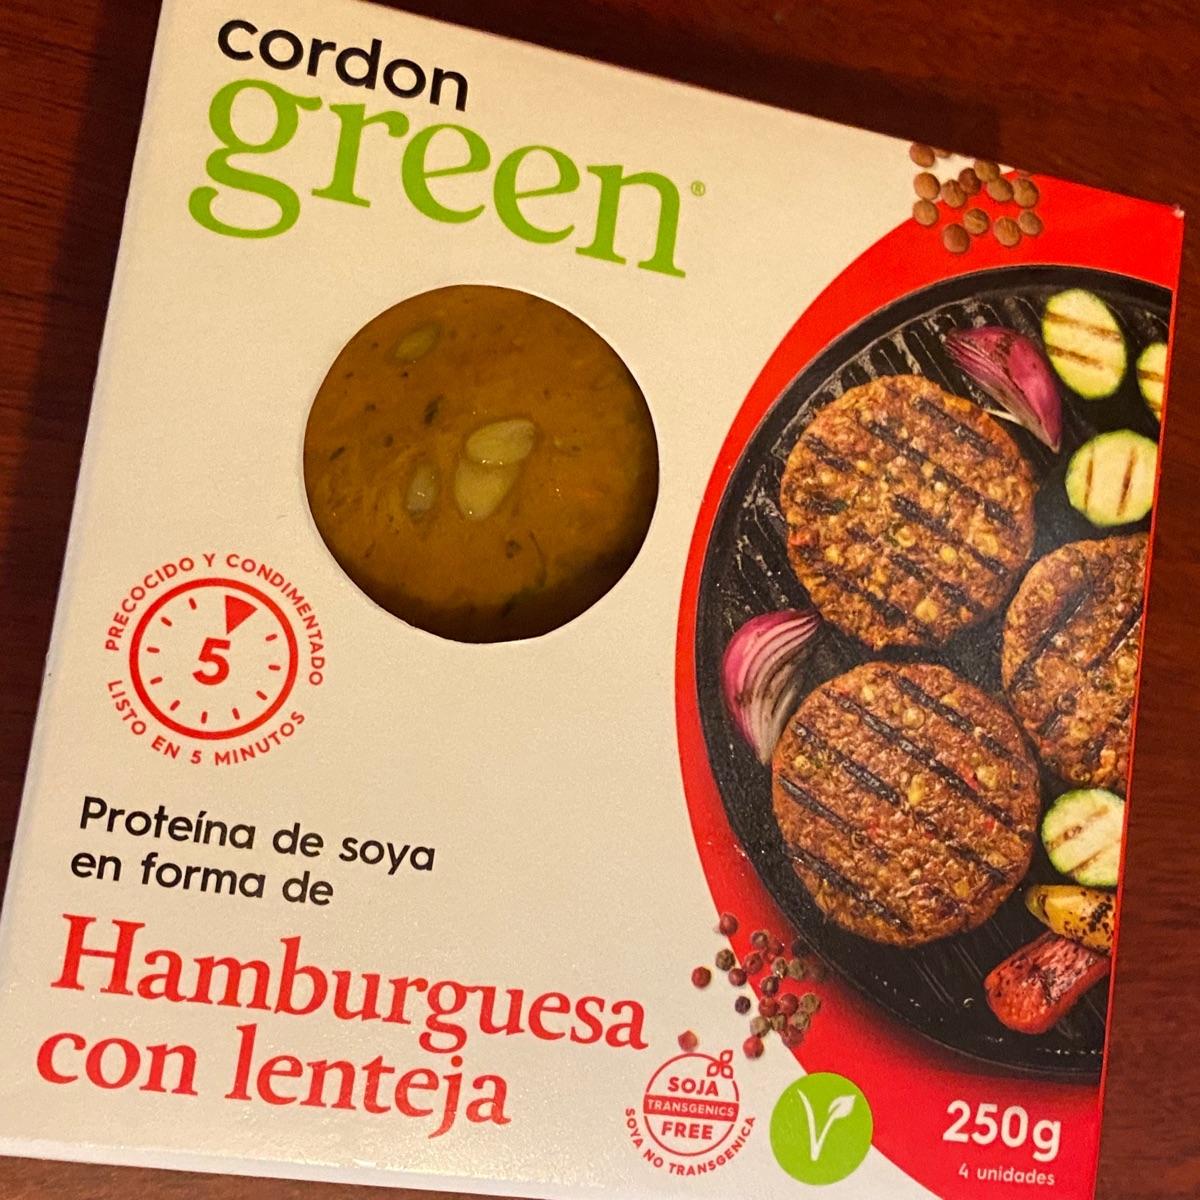 cordon
green®
PRECOCIDO Y CONDIMENTADO
5
LISTO EN 5 MINUTOS
Proteína de soya
en forma de
Hamburguesa
con lenteja
SOJA
TRANSGENICS
FREE
SOYA NO TRANSGENICA
V
250g
4 unidades